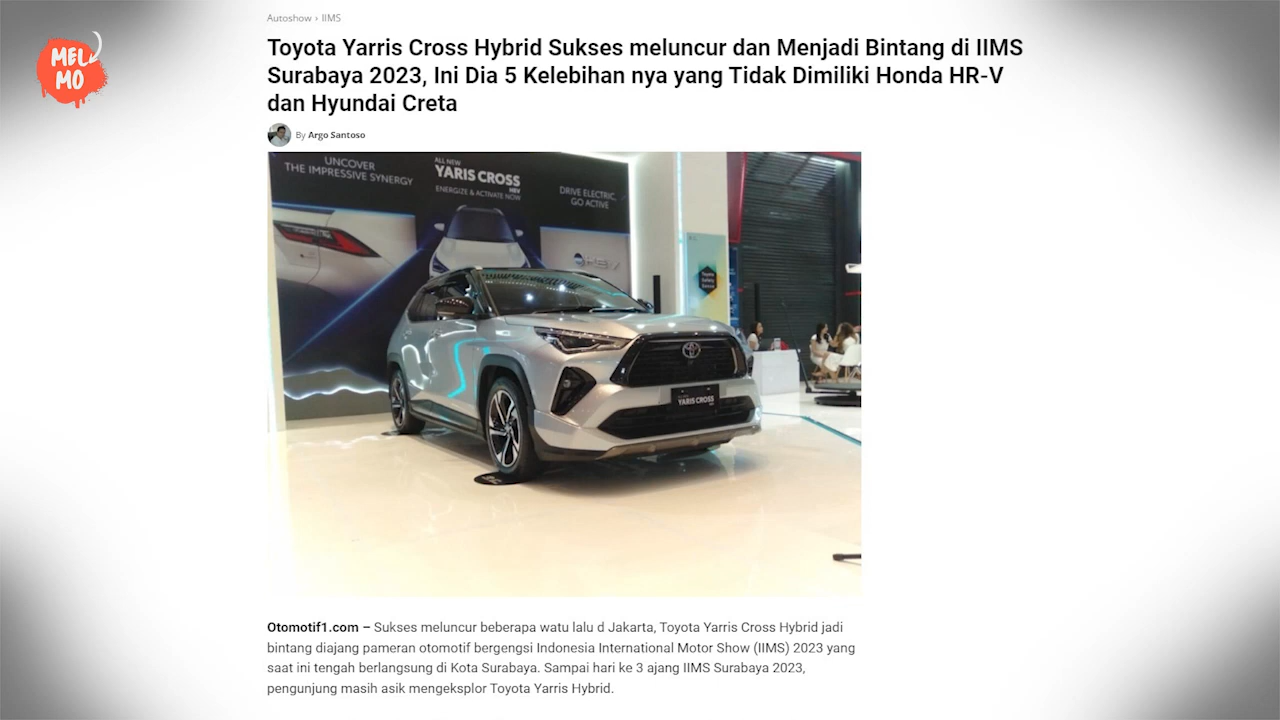 MEL
MO
Autoshow › IIMS
Toyota Yarris Cross Hybrid Sukses meluncur dan Menjadi Bintang di IIMS
Surabaya 2023, Ini Dia 5 Kelebihan nya yang Tidak Dimiliki Honda HR-V
dan Hyundai Creta
By Argo Santoso
UNCOVER
THE IMPRESSIVE SYNERGY
ALL NEW
YARIS CROSS
HEV
ENERGIZE & ACTIVATE NOW
DRIVE ELECTRIC,
GO ACTIVE
HEV
YARIS CROSS
Otomotif1.com – Sukses meluncur beberapa watu lalu d Jakarta, Toyota Yarris Cross Hybrid jadi
bintang diajang pameran otomotif bergengsi Indonesia International Motor Show (IIMS) 2023 yang
saat ini tengah berlangsung di Kota Surabaya. Sampai hari ke 3 ajang IIMS Surabaya 2023,
pengunjung masih asik mengeksplor Toyota Yarris Hybrid.